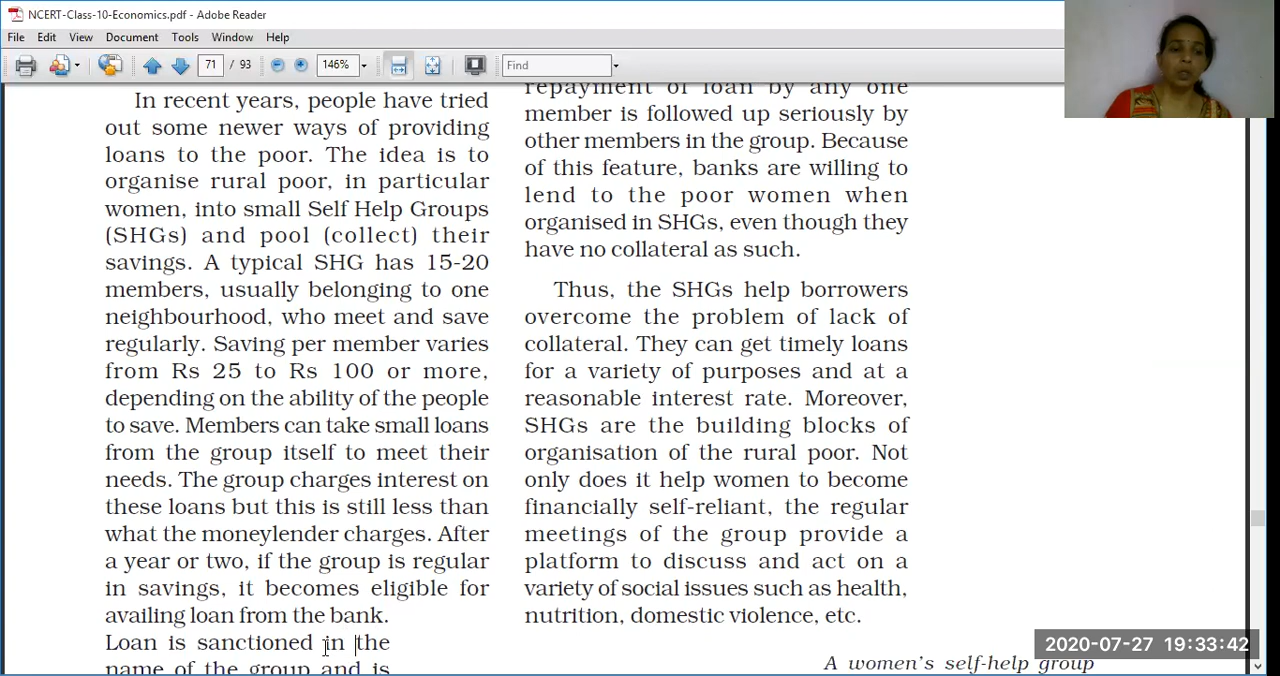 NCERT-Class-10-Economics.pdf - Adobe Reader
File Edit View Document Tools Window Help
71 / 93 146% Find
In recent years, people have tried
out some newer ways of providing
loans to the poor. The idea is to
organise rural poor, in particular
women, into small Self Help Groups
(SHGs) and pool (collect) their
savings. A typical SHG has 15-20
members, usually belonging to one
neighbourhood, who meet and save
regularly. Saving per member varies
from Rs 25 to Rs 100 or more,
depending on the ability of the people
to save. Members can take small loans
from the group itself to meet their
needs. The group charges interest on
these loans but this is still less than
what the moneylender charges. After
a year or two, if the group is regular
in savings, it becomes eligible for
availing loan from the bank.
Loan is sanctioned in the
name of the group and is
repayment of loan by any one
member is followed up seriously by
other members in the group. Because
of this feature, banks are willing to
lend to the poor women when
organised in SHGs, even though they
have no collateral as such.
Thus, the SHGs help borrowers
overcome the problem of lack of
collateral. They can get timely loans
for a variety of purposes and at a
reasonable interest rate. Moreover,
SHGs are the building blocks of
organisation of the rural poor. Not
only does it help women to become
financially self-reliant, the regular
meetings of the group provide a
platform to discuss and act on a
variety of social issues such as health,
nutrition, domestic violence, etc.
A women's self-help group
2020-07-27 19:33:42